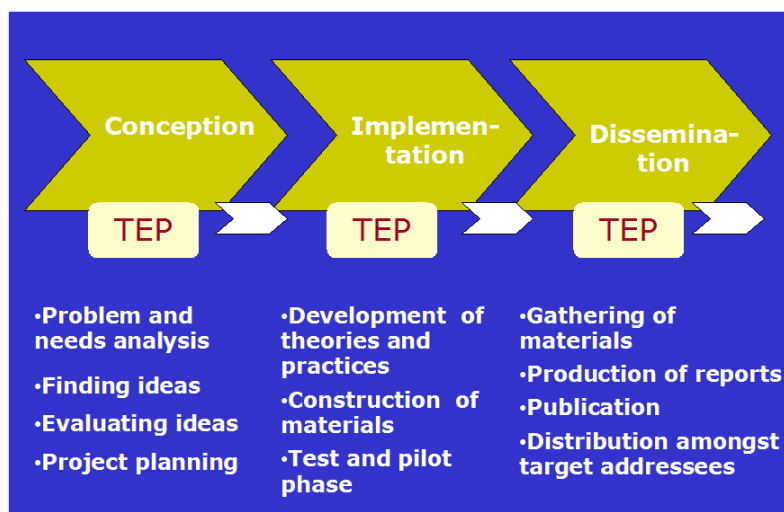 Conception
Implemen-
tation
Dissemina-
tion
TEP
TEP
TEP
•Problem and
needs analysis
•Finding ideas
•Evaluating ideas
•Project planning
•Development of
theories and
practices
•Construction of
materials
•Test and pilot
phase
•Gathering of
materials
•Production of reports
•Publication
•Distribution amongst
target addressees